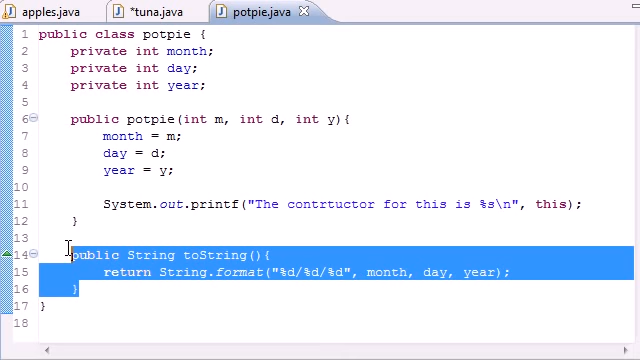 apples.java *tuna.java potpie.java
1 public class potpie {
2 private int month;
3 private int day;
4 private int year;
5
6 public potpie(int m, int d, int y){
7 month = m;
8 day = d;
9 year = y;
10
11 System.out.printf("The contrtuctor for this is %s\n", this);
12 }
13
14 public String toString(){
15 return String.format("%d/%d/%d", month, day, year);
16 }
17 }
18